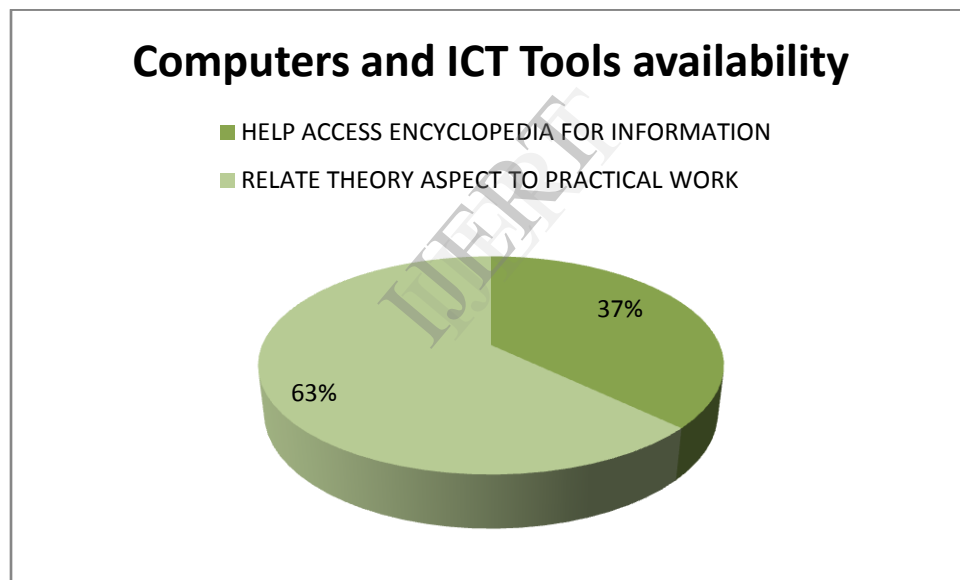 Computers and ICT Tools availability
HELP ACCESS ENCYCLOPEDIA FOR INFORMATION
RELATE THEORY ASPECT TO PRACTICAL WORK
IJERT
37%
63%